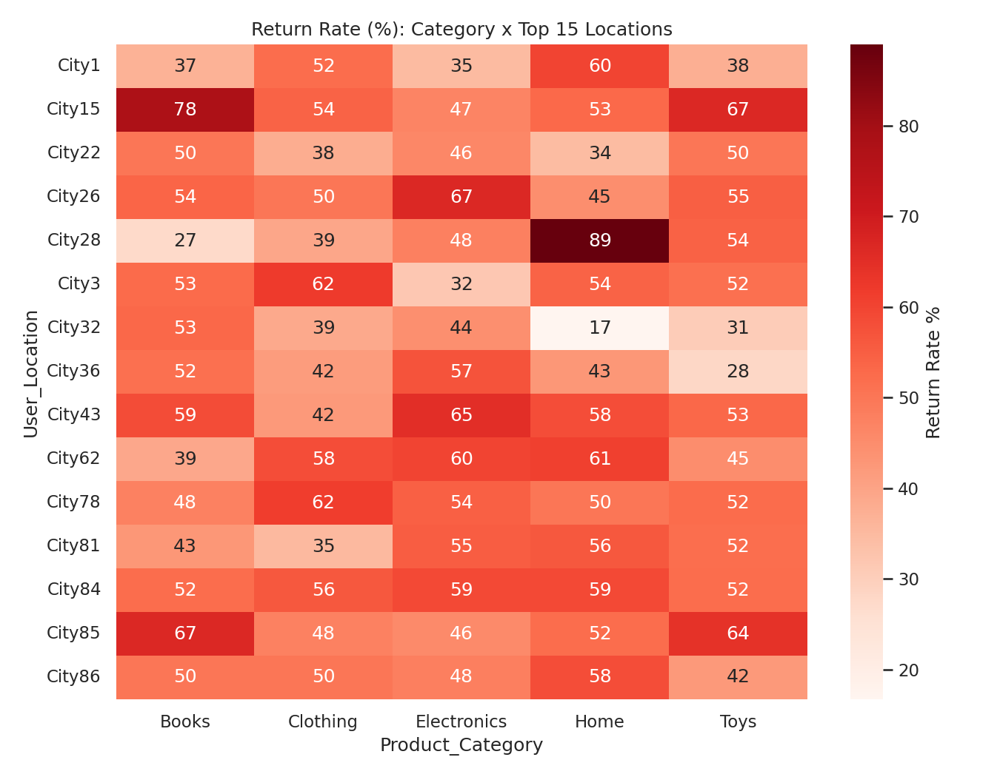 Return Rate (%): Category x Top 15 Locations
City1 37 52 35 60 38
City15 78 54 47 53 67
City22 50 38 46 34 50
City26 54 50 67 45 55
City28 27 39 48 89 54
City3 53 62 32 54 52
City32 53 39 44 17 31
City36 52 42 57 43 28
City43 59 42 65 58 53
City62 39 58 60 61 45
City78 48 62 54 50 52
City81 43 35 55 56 52
City84 52 56 59 59 52
City85 67 48 46 52 64
City86 50 50 48 58 42
Books Clothing Electronics Home Toys
Product_Category
User_Location
80
70
60
50
40
30
20
Return Rate %